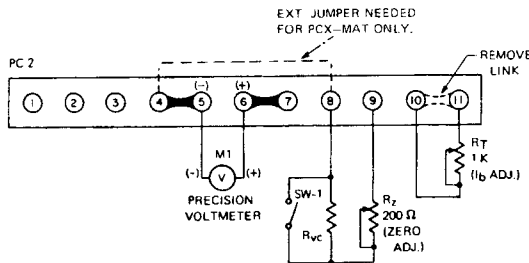 EXT. JUMPER NEEDED
FOR PCX-MAT ONLY.
REMOVE
LINK
PC 2
(-) (+)
1 2 3 4 5 6 7 8 9 10 11
M1
(-) V (+)
PRECISION
VOLTMETER
SW-1
RVC
RZ
200 Ω
(ZERO
ADJ.)
RT
1 K
(Ib ADJ.)